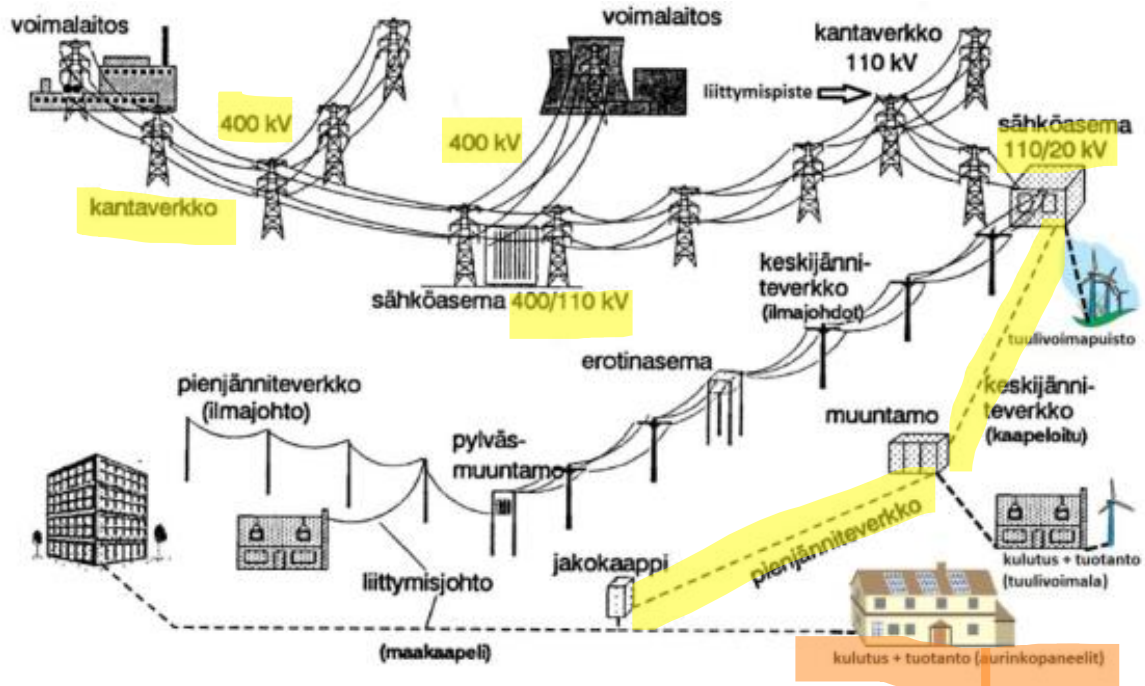 voimalaitos
voimalaitos
kantaverkko
110 kV
liittymispiste
400 kV
400 kV
sähköasema
110/20 kV
kantaverkko
keskijänni-
teverkko
(ilmajohdot)
sähköasema 400/110 kV
tuulivoimapuisto
erotinasema
pienjänniteverkko
(ilmajohto)
keskijänni-
teverkko
(kaapeloitu)
muuntamo
pylväs-
muuntamo
pienjänniteverkko
jakokaappi
kulutus + tuotanto
(tuulivoimala)
liittymisjohto
(maakaapeli)
kulutus + tuotanto (aurinkopaneelit)